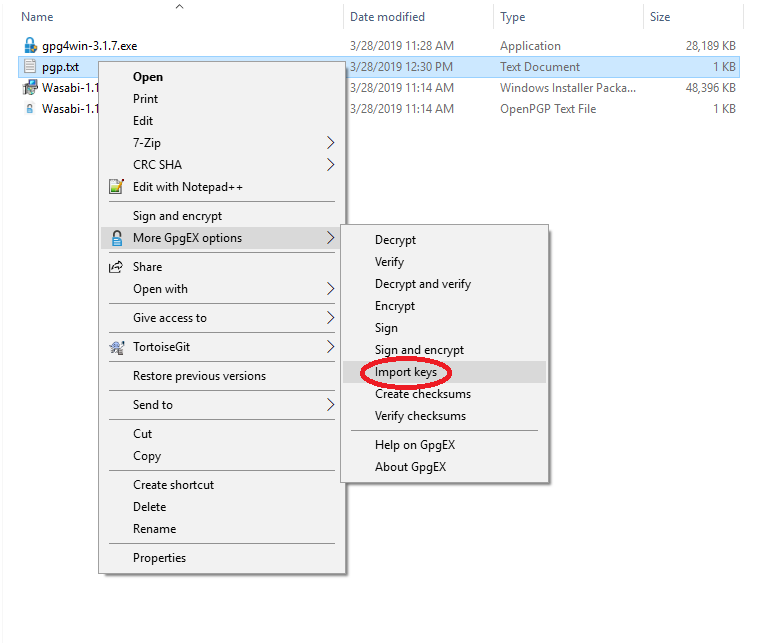 Name Date modified Type Size
gpg4win-3.1.7.exe 3/28/2019 11:28 AM Application 28,189 KB
pgp.txt 3/28/2019 12:30 PM Text Document 1 KB
Wasabi-1.1 3/28/2019 11:14 AM Windows Installer Packa... 48,396 KB
Wasabi-1.1 3/28/2019 11:14 AM OpenPGP Text File 1 KB
Open
Print
Edit
7-Zip
CRC SHA
Edit with Notepad++
Sign and encrypt
More GpgEX options
Share
Open with
Give access to
TortoiseGit
Restore previous versions
Send to
Cut
Copy
Create shortcut
Delete
Rename
Properties
Decrypt
Verify
Decrypt and verify
Encrypt
Sign
Sign and encrypt
Import keys
Create checksums
Verify checksums
Help on GpgEX
About GpgEX